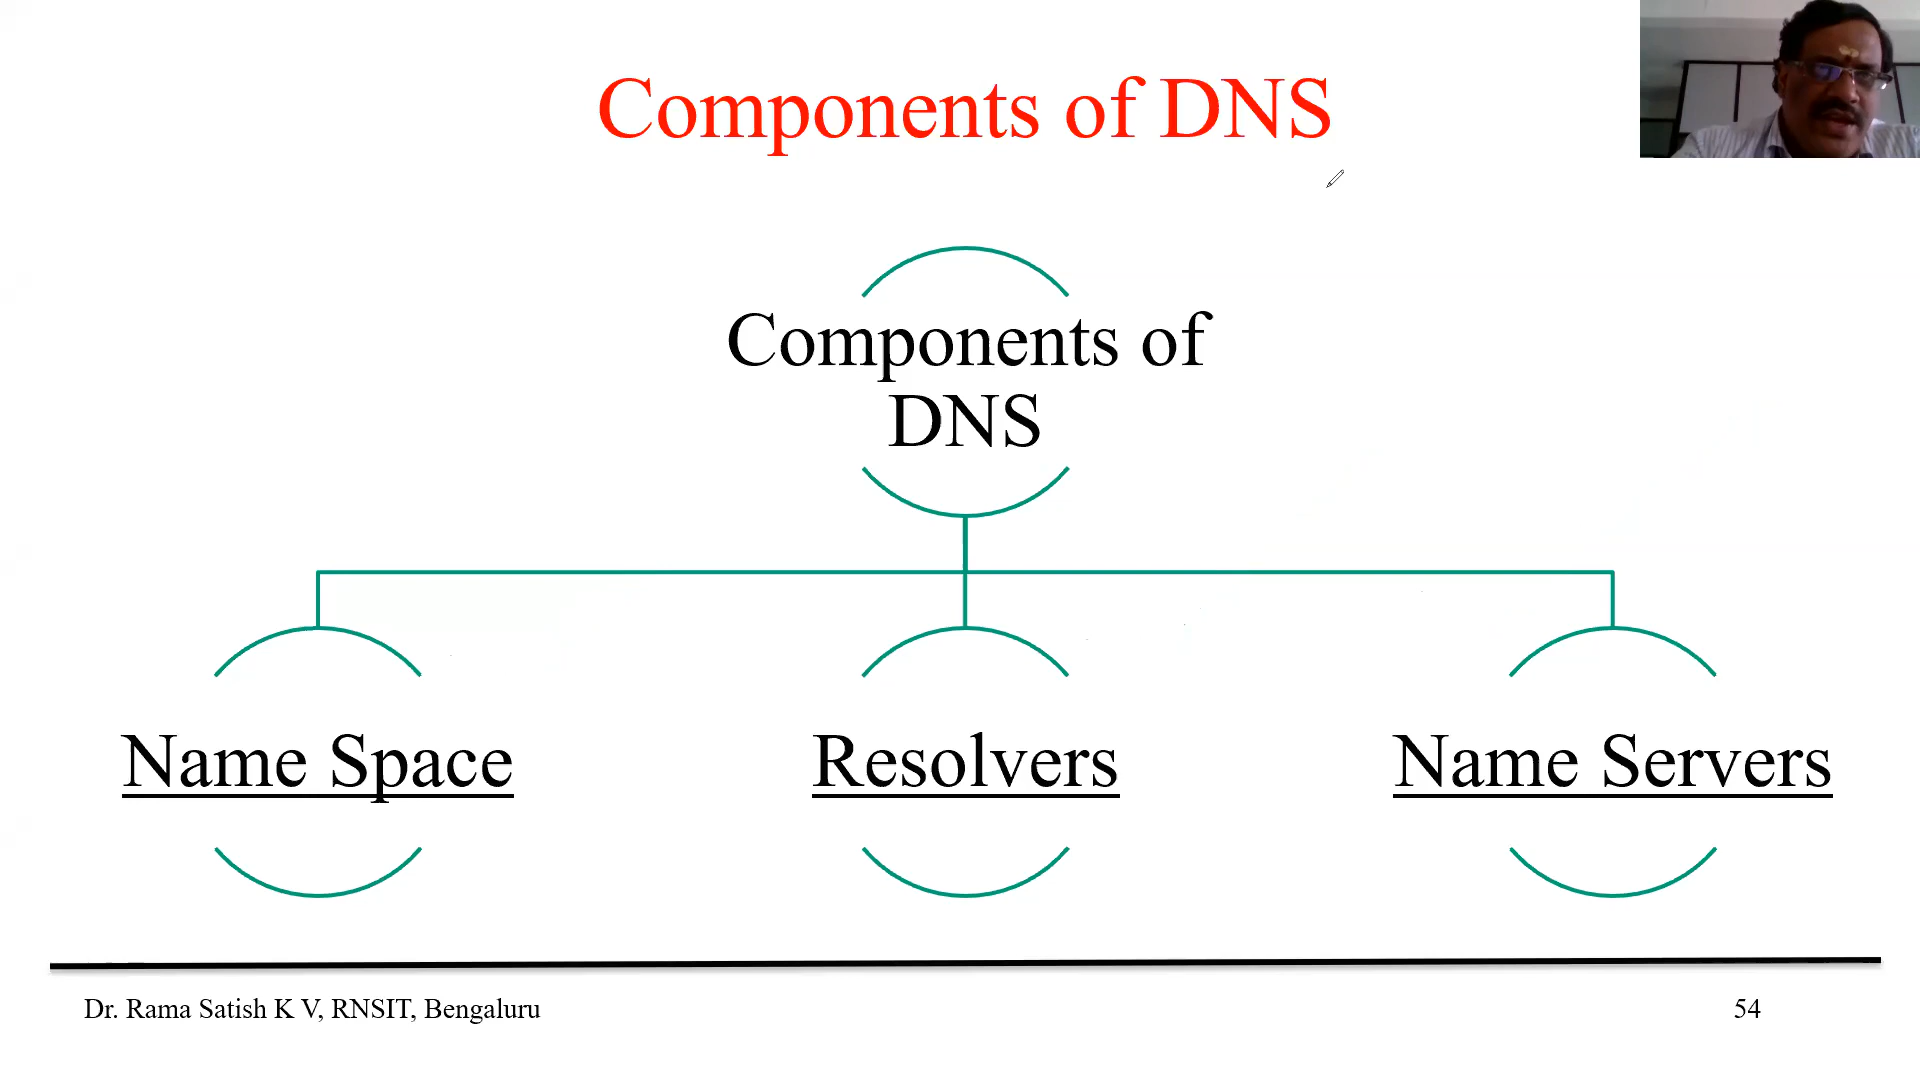 Components of DNS
Components of
DNS
Name Space
Resolvers
Name Servers
Dr. Rama Satish K V, RNSIT, Bengaluru
54